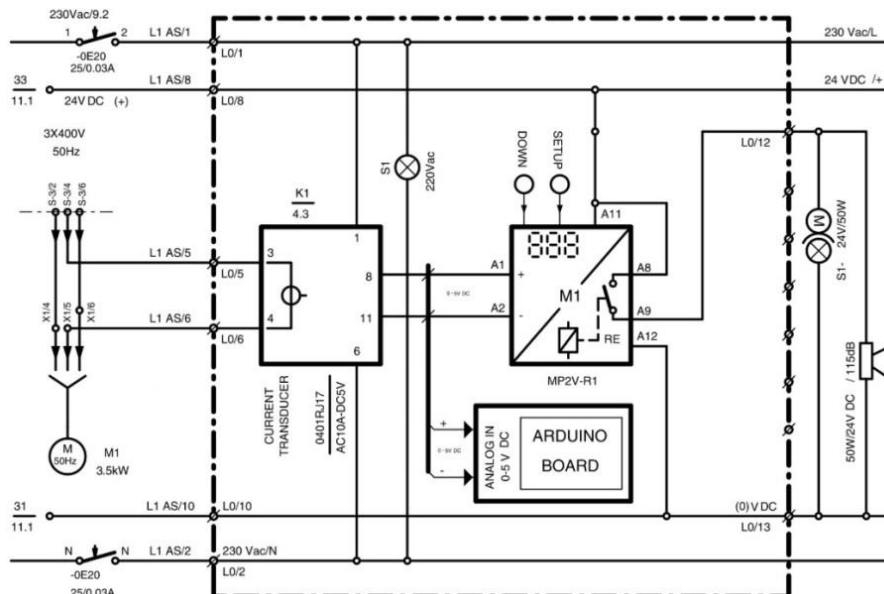 230Vac/9.2
1 2 L1 AS/1
-0E20
25/0.03A
L0/1
230 Vac/L
33
11.1
24V DC (+)
L1 AS/8
L0/8
24 VDC /+
3X400V
50Hz
S-3/2
S-3/4
S-3/6
L1 AS/5
L0/5
X1/4
X1/5
X1/6
L1 AS/6
L0/6
M
50Hz
M1
3.5kW
K1
4.3
1
3
4
8
11
6
CURRENT
TRANSDUCER
0401RJ17
AC10A-DC5V
S1
220Vac
0-5V DC
DOWN
SETUP
A11
888
A1
+
A2
-
M1
RE
A8
A9
A12
MP2V-R1
+
0-5V DC
-
ANALOG IN
0-5 V DC
ARDUINO
BOARD
L0/12
M
S1-
24V/50W
50W/24V DC / 115dB
31
11.1
L1 AS/10
L0/10
(0)V DC
L0/13
N N L1 AS/2
230 Vac/N
L0/2
-0E20
25/0.03A